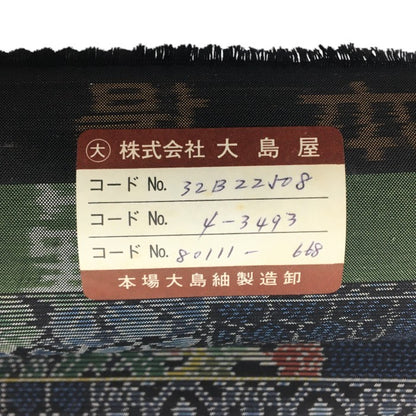 大 株式会社 大島屋
コード No. 32B22508
コード No. 4-3493
コード No. 80111- 668
本場大島紬製造卸